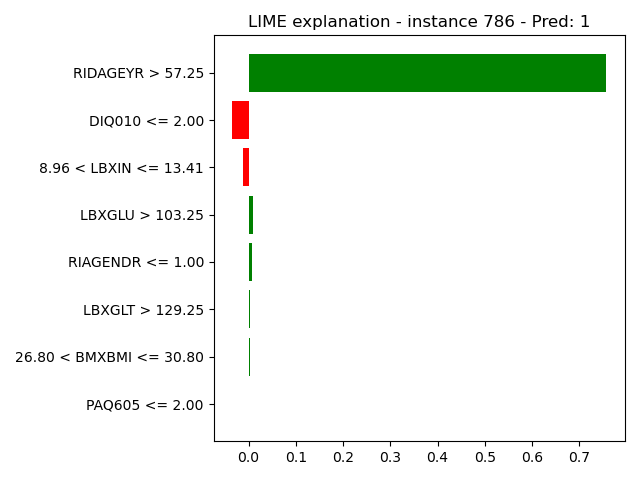 LIME explanation - instance 786 - Pred: 1
RIDAGEYR > 57.25
DIQ010 <= 2.00
8.96 < LBXIN <= 13.41
LBXGLU > 103.25
RIAGENDR <= 1.00
LBXGLT > 129.25
26.80 < BMXBMI <= 30.80
PAQ605 <= 2.00
0.0 0.1 0.2 0.3 0.4 0.5 0.6 0.7